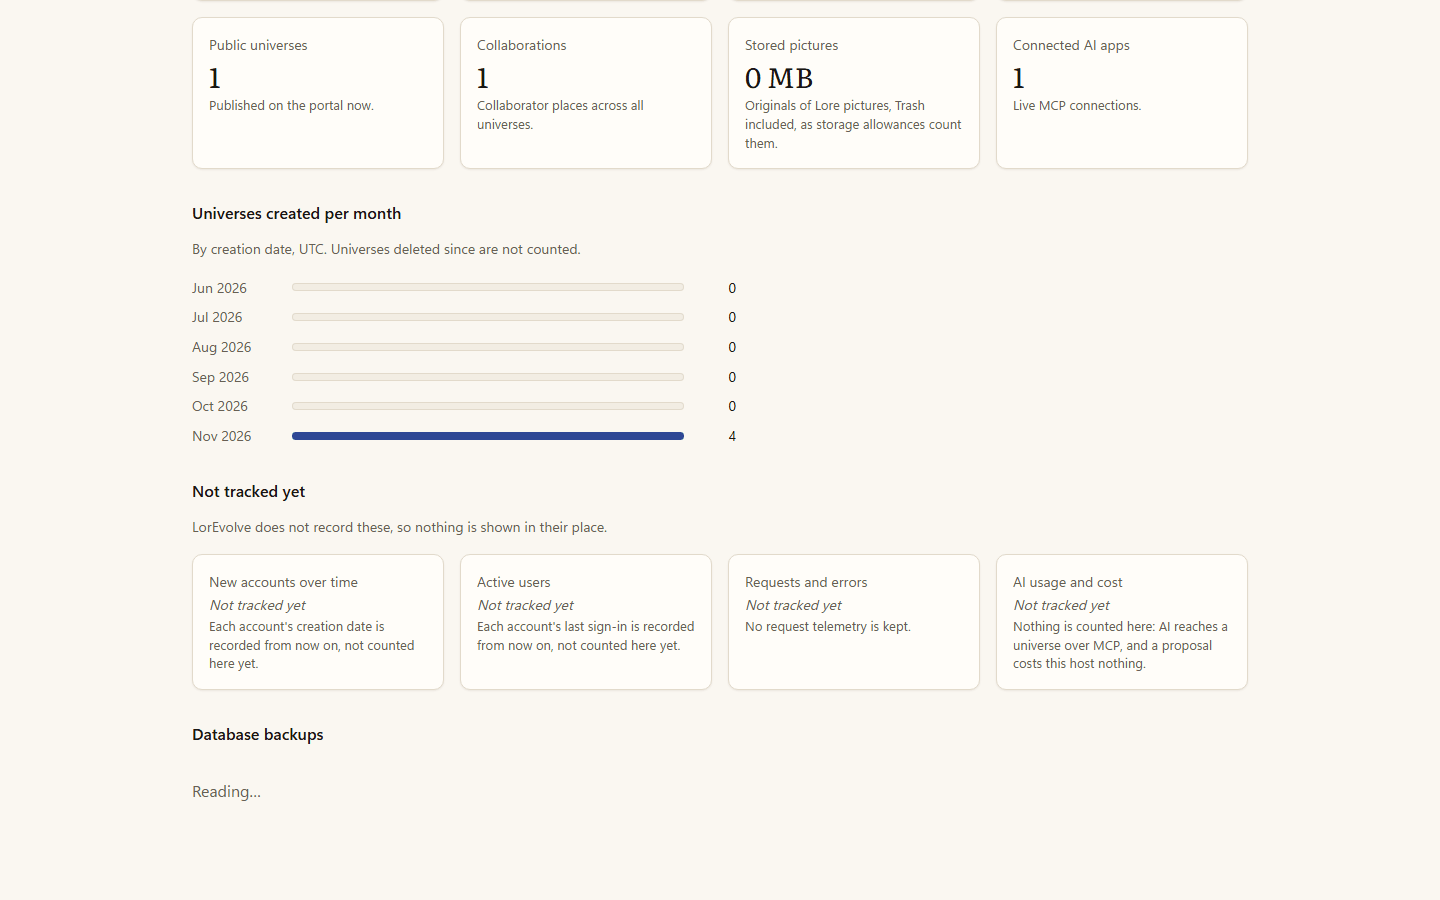 Public universes
1
Published on the portal now.
Collaborations
1
Collaborator places across all
universes.
Stored pictures
0 MB
Originals of Lore pictures, Trash
included, as storage allowances count
them.
Connected AI apps
1
Live MCP connections.
Universes created per month
By creation date, UTC. Universes deleted since are not counted.
Jun 2026 0
Jul 2026 0
Aug 2026 0
Sep 2026 0
Oct 2026 0
Nov 2026 4
Not tracked yet
LorEvolve does not record these, so nothing is shown in their place.
New accounts over time
Not tracked yet
Each account's creation date is
recorded from now on, not counted
here yet.
Active users
Not tracked yet
Each account's last sign-in is recorded
from now on, not counted here yet.
Requests and errors
Not tracked yet
No request telemetry is kept.
AI usage and cost
Not tracked yet
Nothing is counted here: AI reaches a
universe over MCP, and a proposal
costs this host nothing.
Database backups
Reading...